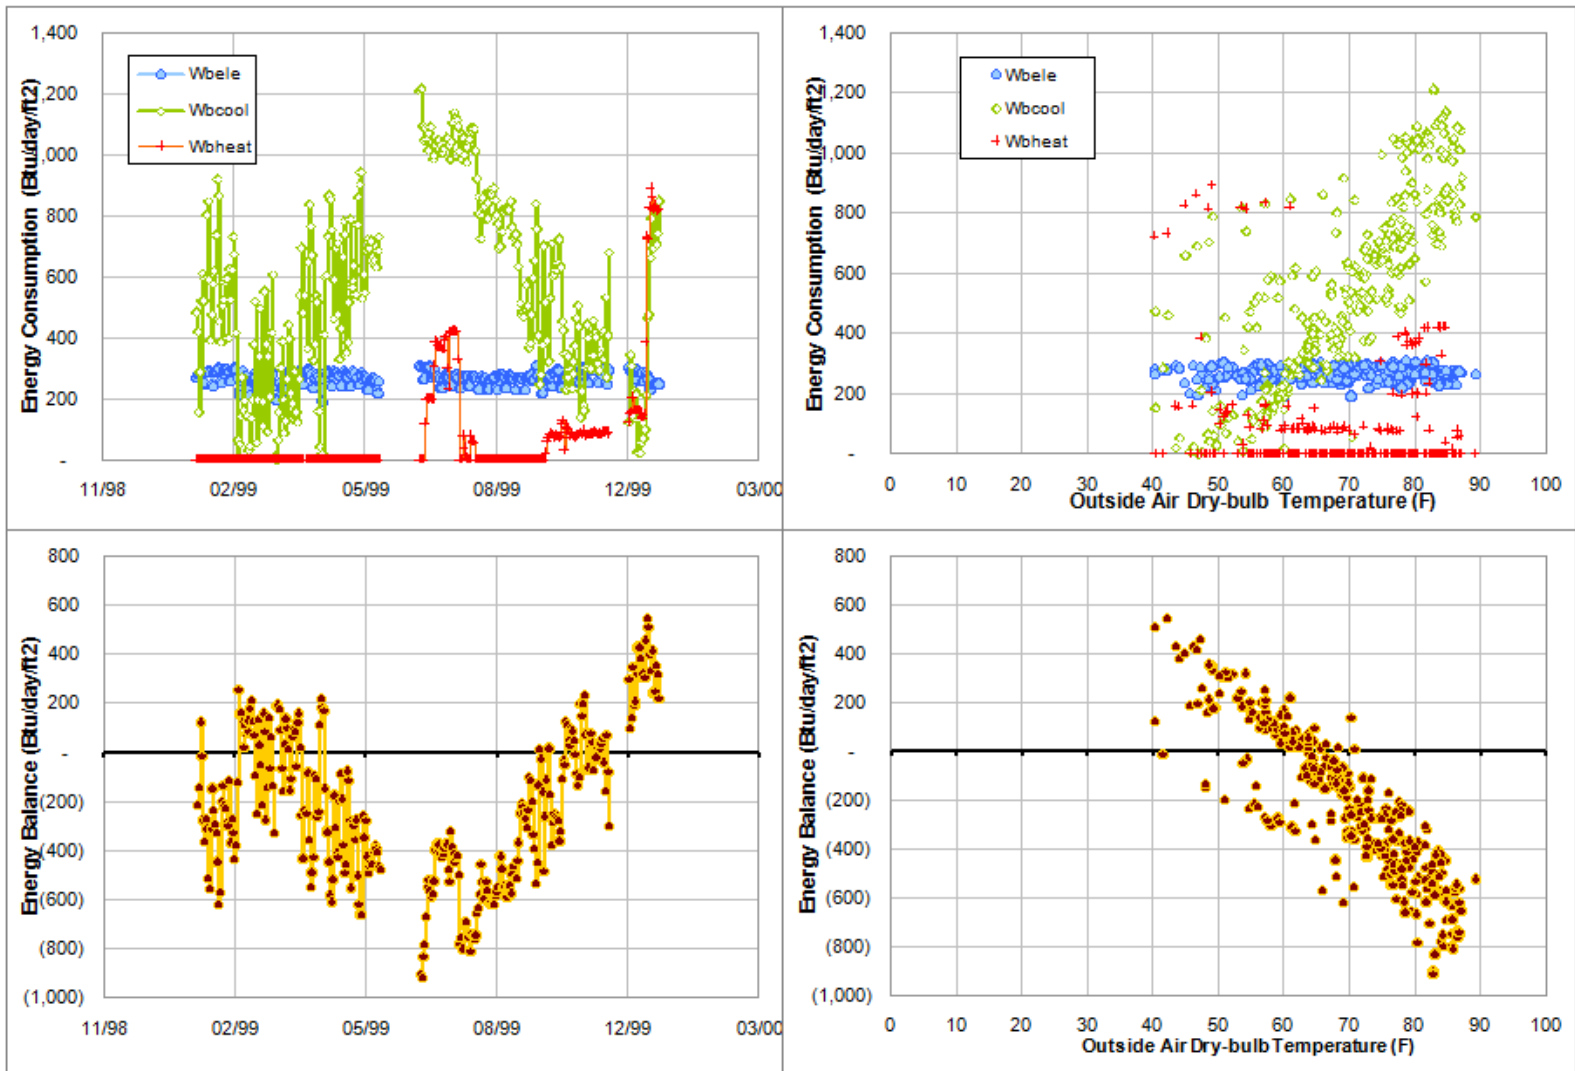 Energy Consumption (Btu/day/ft2)
1,400
1,200
1,000
800
600
400
200
-
Wbele
Wbcool
Wbheat
11/98 02/99 05/99 08/99 12/99 03/00
Energy Consumption (Btu/day/ft2)
1,400
1,200
1,000
800
600
400
200
-
Wbele
Wbcool
Wbheat
0 10 20 30 40 50 60 70 80 90 100
Outside Air Dry-bulb Temperature (F)
Energy Balance (Btu/day/ft2)
800
600
400
200
-
(200)
(400)
(600)
(800)
(1,000)
11/98 02/99 05/99 08/99 12/99 03/00
Energy Balance (Btu/day/ft2)
800
600
400
200
-
(200)
(400)
(600)
(800)
(1,000)
0 10 20 30 40 50 60 70 80 90 100
Outside Air Dry-bulb Temperature (F)